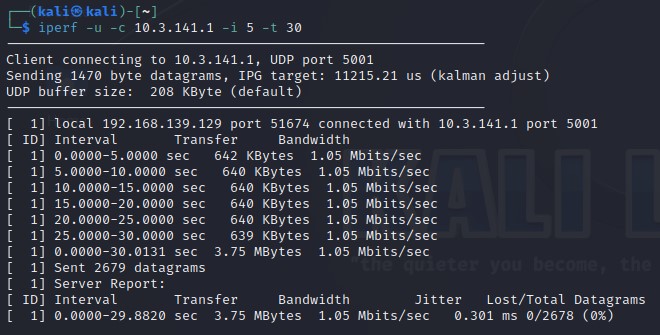 ┌──(kali㉿kali)-[~]
└─$ iperf -u -c 10.3.141.1 -i 5 -t 30
------------------------------------------------------------
Client connecting to 10.3.141.1, UDP port 5001
Sending 1470 byte datagrams, IPG target: 11215.21 us (kalman adjust)
UDP buffer size:  208 KByte (default)
------------------------------------------------------------
[  1] local 192.168.139.129 port 51674 connected with 10.3.141.1 port 5001
[ ID] Interval       Transfer     Bandwidth
[  1] 0.0000-5.0000 sec   642 KBytes  1.05 Mbits/sec
[  1] 5.0000-10.0000 sec   640 KBytes  1.05 Mbits/sec
[  1] 10.0000-15.0000 sec   640 KBytes  1.05 Mbits/sec
[  1] 15.0000-20.0000 sec   640 KBytes  1.05 Mbits/sec
[  1] 20.0000-25.0000 sec   640 KBytes  1.05 Mbits/sec
[  1] 25.0000-30.0000 sec   639 KBytes  1.05 Mbits/sec
[  1] 0.0000-30.0131 sec  3.75 MBytes  1.05 Mbits/sec
[  1] Sent 2679 datagrams
[  1] Server Report:
[ ID] Interval       Transfer     Bandwidth        Jitter   Lost/Total Datagrams
[  1] 0.0000-29.8820 sec  3.75 MBytes  1.05 Mbits/sec   0.301 ms 0/2678 (0%)
KALI L
"the quieter you become, the